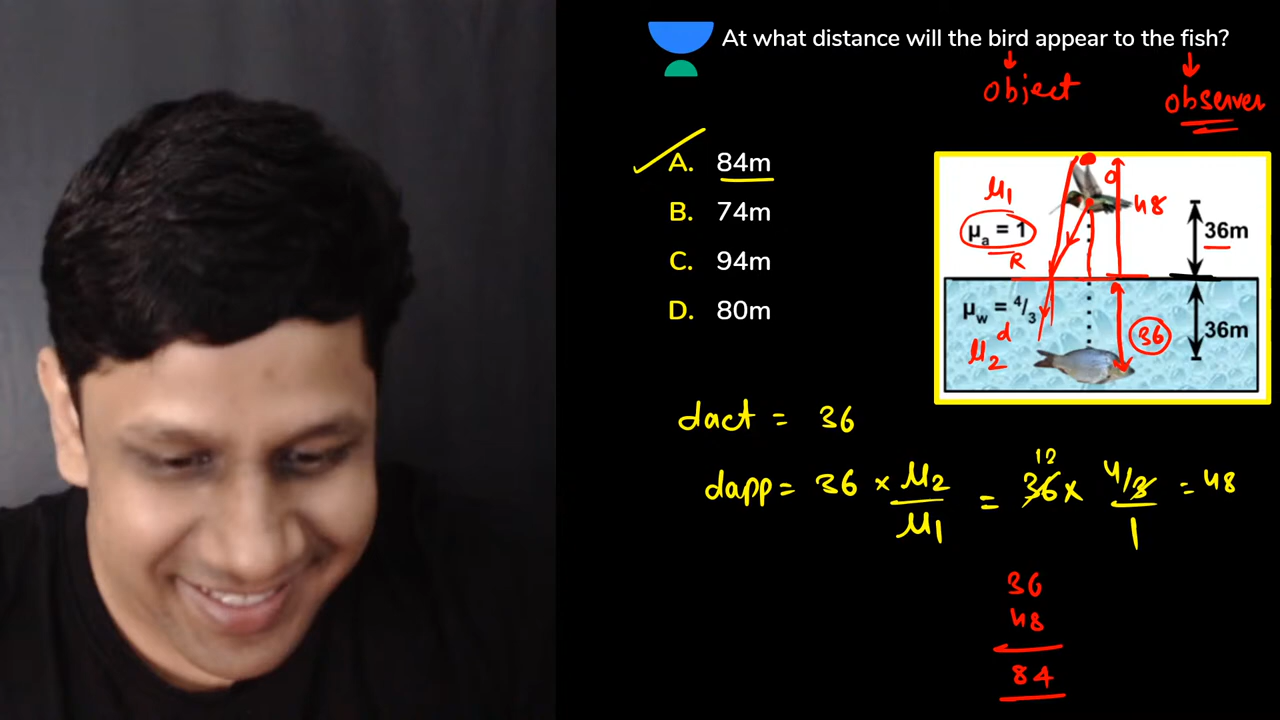 At what distance will the bird appear to the fish?
object
observer
A. 84m
B. 74m
C. 94m
D. 80m
μ1
μa = 1
R
O
48
36m
μw = 4/3
d
μ2
36
36m
dact = 36
dapp = 36 × μ2/μ1 = 36 × 4/3/1 = 48
12
36
48
84